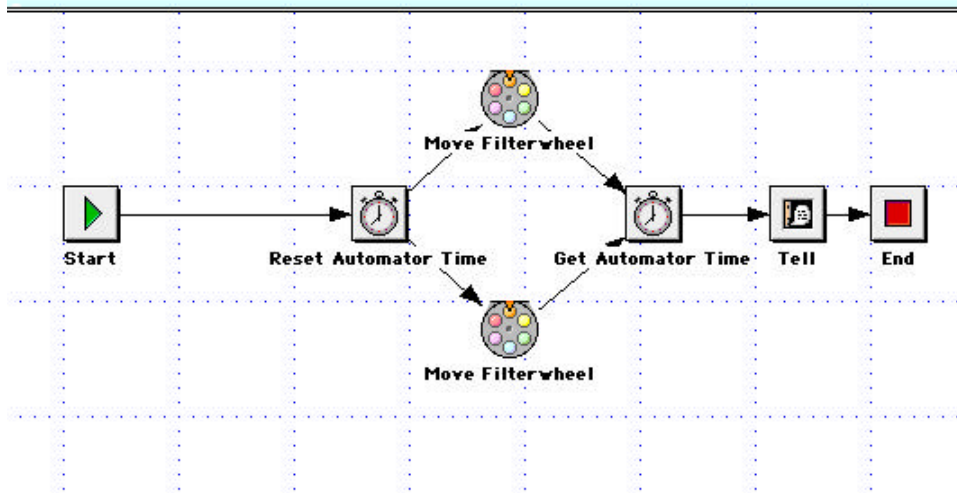 Move Filterwheel
Start
Reset Automator Time
Get Automator Time
Tell
End
Move Filterwheel